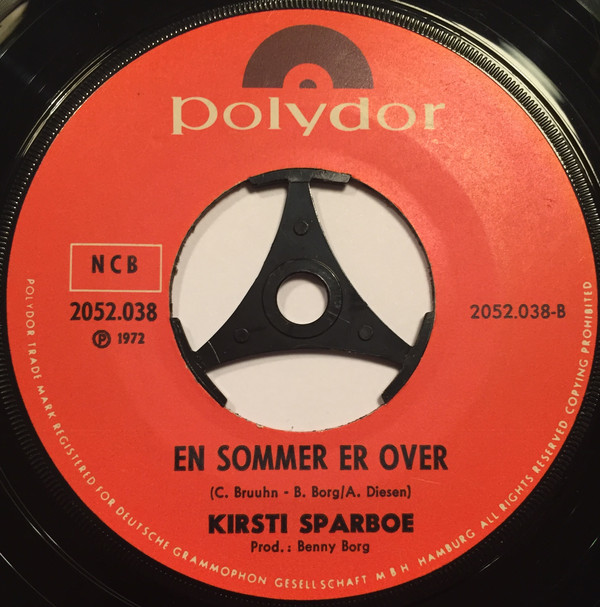 polydor
NCB
2052.038
℗ 1972
2052.038-B
EN SOMMER ER OVER
(C. Bruuhn - B. Borg/A. Diesen)
KIRSTI SPARBOE
Prod.: Benny Borg
POLYDOR TRADE MARK REGISTERED FOR DEUTSCHE GRAMMOPHON GESELLSCHAFT MBH HAMBURG ALL RIGHTS RESERVED COPYING PROHIBITED